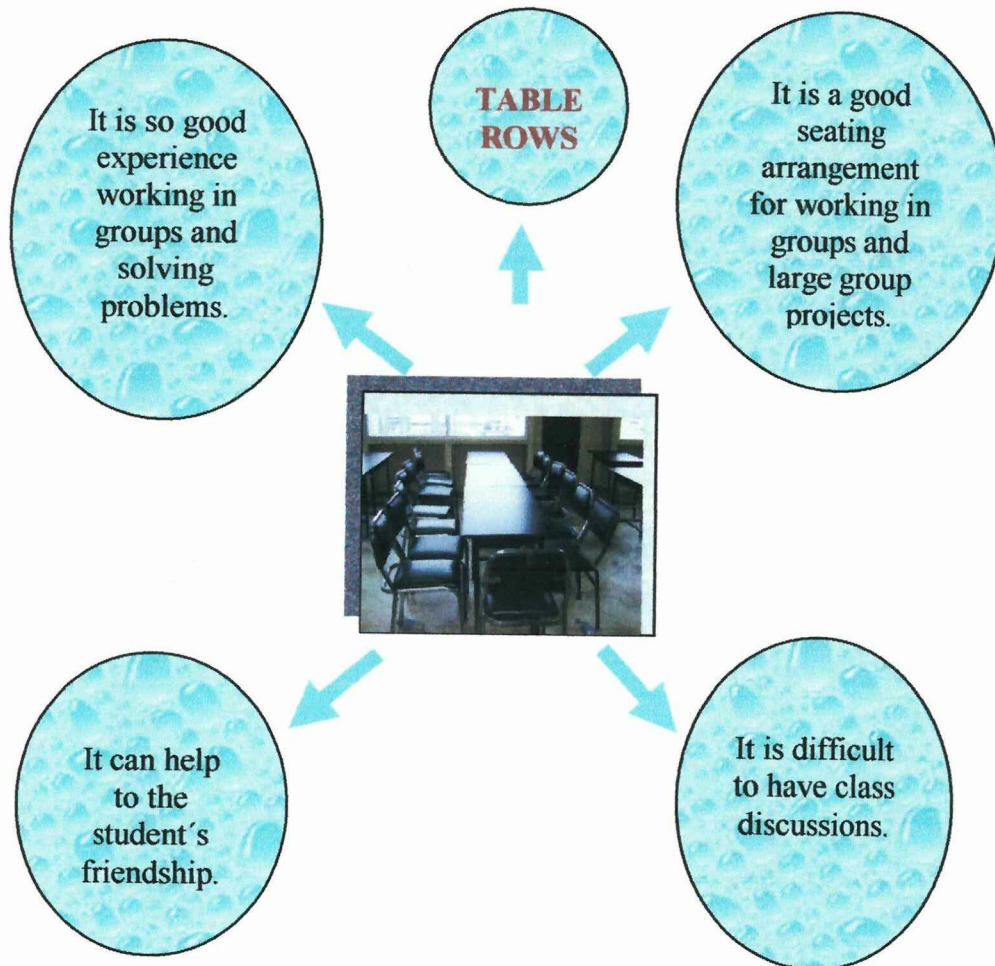 TABLE
ROWS
It is so good
experience
working in
groups and
solving
problems.
It is a good
seating
arrangement
for working in
groups and
large group
projects.
It can help
to the
student´s
friendship.
It is difficult
to have class
discussions.